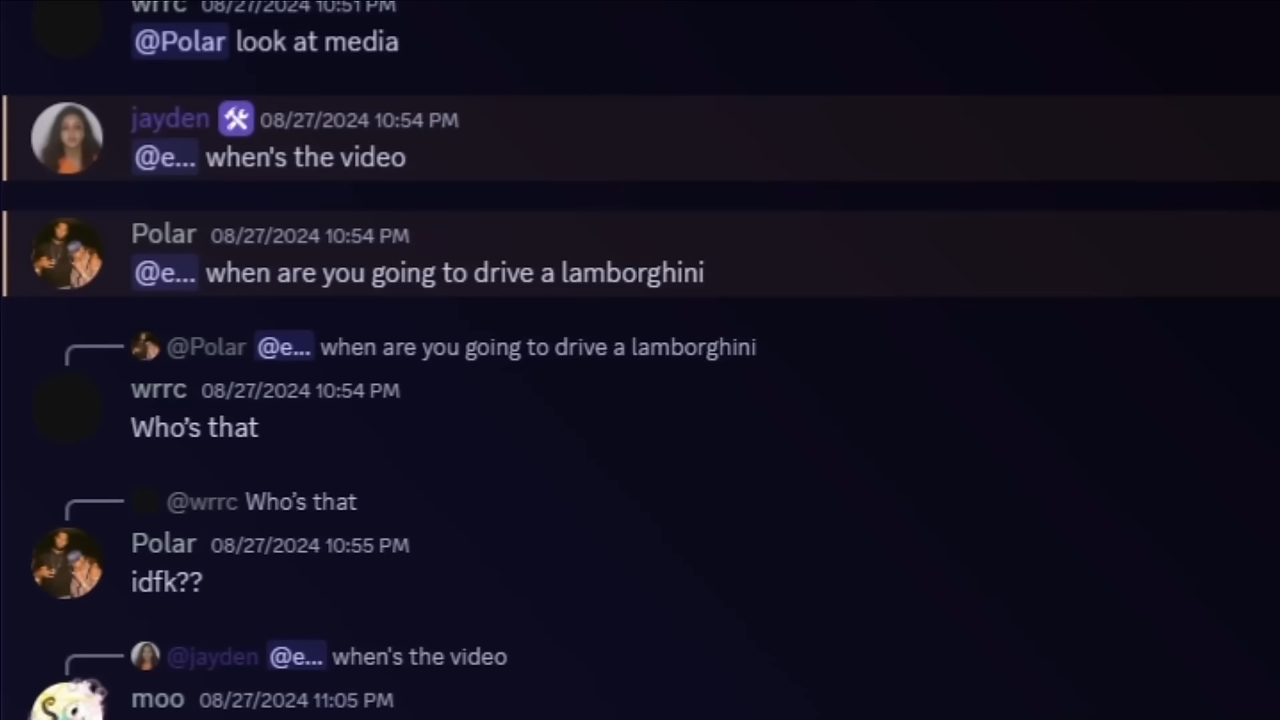 wrrc 08/27/2024 10:51 PM
@Polar look at media
jayden 08/27/2024 10:54 PM
@e... when's the video
Polar 08/27/2024 10:54 PM
@e... when are you going to drive a lamborghini
@Polar @e... when are you going to drive a lamborghini
wrrc 08/27/2024 10:54 PM
Who's that
@wrrc Who's that
Polar 08/27/2024 10:55 PM
idfk??
@jayden @e... when's the video
moo 08/27/2024 11:05 PM